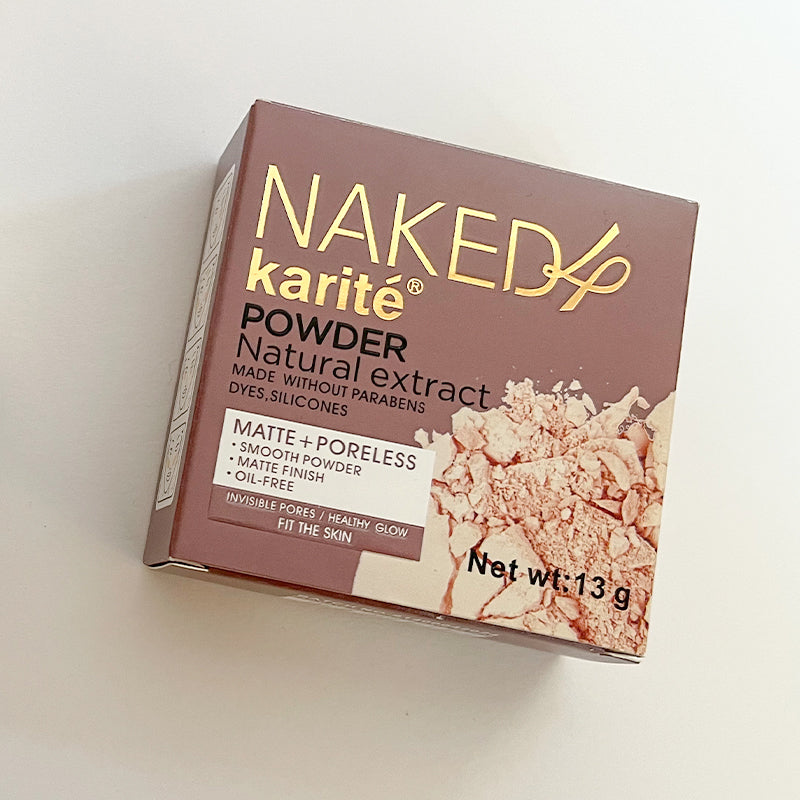 NAKED4
karité®
POWDER
Natural extract
MADE WITHOUT PARABENS
DYES,SILICONES
MATTE+PORELESS
• SMOOTH POWDER
• MATTE FINISH
• OIL-FREE
INVISIBLE PORES / HEALTHY GLOW
FIT THE SKIN
Net wt:13 g